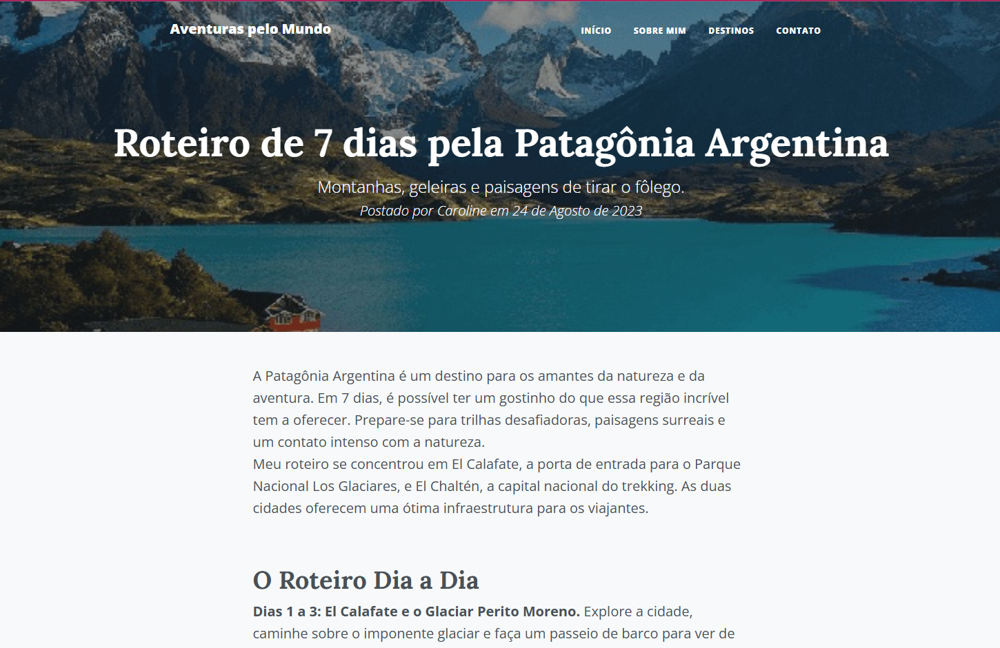 Aventuras pelo Mundo
INÍCIO SOBRE MIM DESTINOS CONTATO
Roteiro de 7 dias pela Patagônia Argentina
Montanhas, geleiras e paisagens de tirar o fôlego.
Postado por Caroline em 24 de Agosto de 2023
A Patagônia Argentina é um destino para os amantes da natureza e da
aventura. Em 7 dias, é possível ter um gostinho do que essa região incrível
tem a oferecer. Prepare-se para trilhas desafiadoras, paisagens surreais e
um contato intenso com a natureza.
Meu roteiro se concentrou em El Calafate, a porta de entrada para o Parque
Nacional Los Glaciares, e El Chaltén, a capital nacional do trekking. As duas
cidades oferecem uma ótima infraestrutura para os viajantes.
O Roteiro Dia a Dia
Dias 1 a 3: El Calafate e o Glaciar Perito Moreno. Explore a cidade,
caminhe sobre o imponente glaciar e faça um passeio de barco para ver de